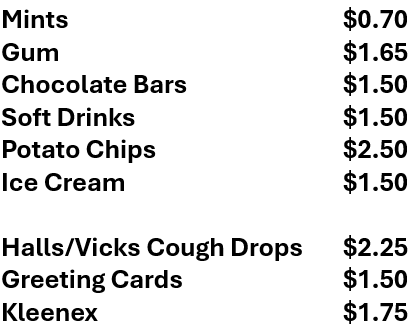 Mints $0.70
Gum $1.65
Chocolate Bars $1.50
Soft Drinks $1.50
Potato Chips $2.50
Ice Cream $1.50
Halls/Vicks Cough Drops $2.25
Greeting Cards $1.50
Kleenex $1.75